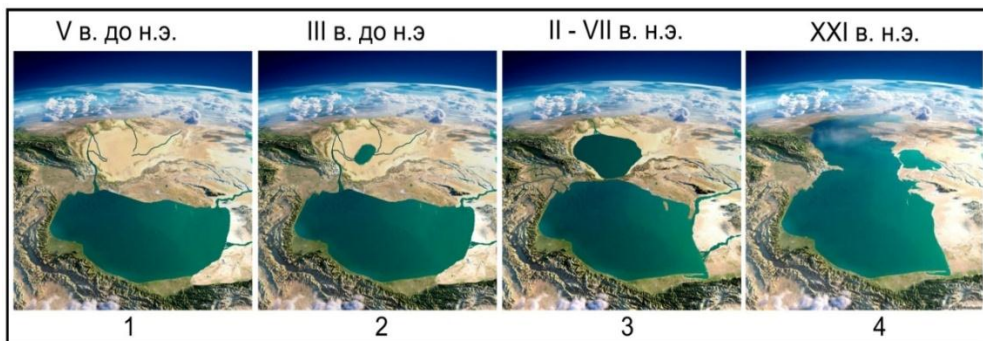 V в. до н.э.
III в. до н.э
II - VII в. н.э.
XXI в. н.э.
1
2
3
4